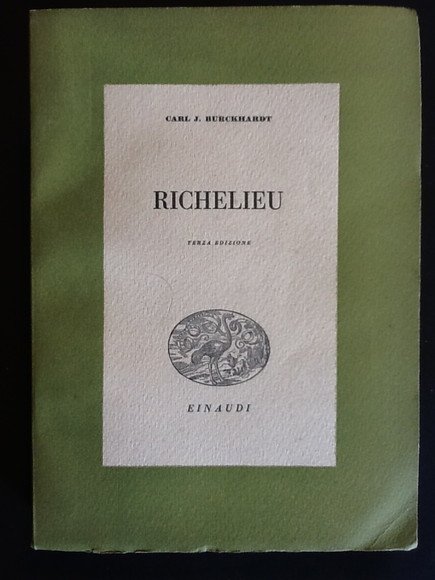 CARL J. BURCKHARDT
RICHELIEU
TERZA EDIZIONE
EINAUDI